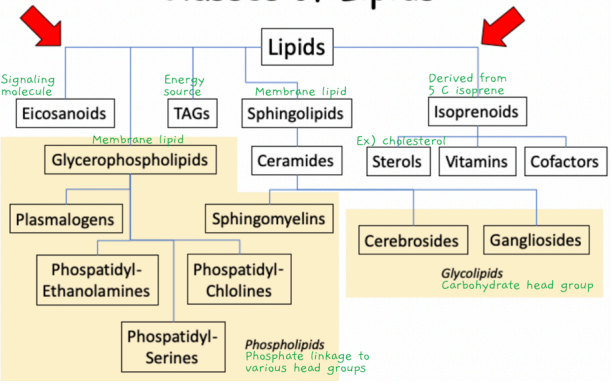 Lipids
Signaling
molecule
Energy
source
Membrane lipid
Derived from
5 C isoprene
Eicosanoids
TAGs
Sphingolipids
Isoprenoids
Membrane lipid
Ex) cholesterol
Glycerophospholipids
Ceramides
Sterols
Vitamins
Cofactors
Plasmalogens
Sphingomyelins
Cerebrosides
Gangliosides
Phospatidyl-
Ethanolamines
Phospatidyl-
Chlolines
Glycolipids
Carbohydrate head group
Phospatidyl-
Serines
Phospholipids
Phosphate linkage to
various head groups